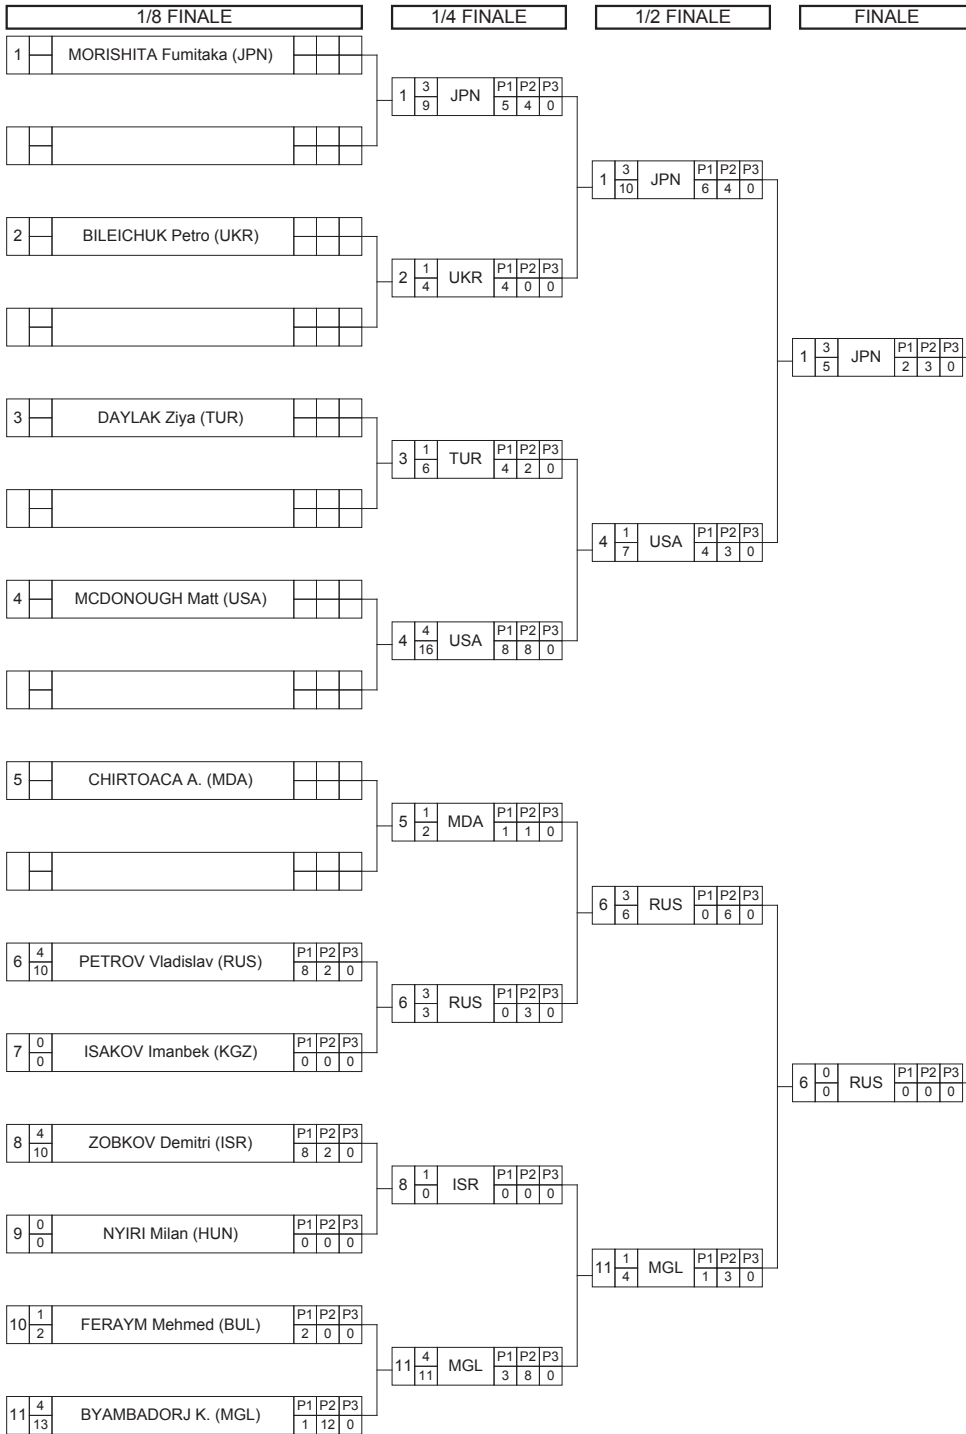 1/8 FINALE 1/4 FINALE 1/2 FINALE FINALE
1 MORISHITA Fumitaka (JPN)
1 3 9 JPN P1 P2 P3 5 4 0
1 3 10 JPN P1 P2 P3 6 4 0
2 BILEICHUK Petro (UKR)
2 1 4 UKR P1 P2 P3 4 0 0
1 3 5 JPN P1 P2 P3 2 3 0
3 DAYLAK Ziya (TUR)
3 1 6 TUR P1 P2 P3 4 2 0
4 1 7 USA P1 P2 P3 4 3 0
4 MCDONOUGH Matt (USA)
4 4 16 USA P1 P2 P3 8 8 0
5 CHIRTOACA A. (MDA)
5 1 2 MDA P1 P2 P3 1 1 0
6 3 6 RUS P1 P2 P3 0 6 0
6 4 10 PETROV Vladislav (RUS) P1 P2 P3 8 2 0
6 3 3 RUS P1 P2 P3 0 3 0
7 0 0 ISAKOV Imanbek (KGZ) P1 P2 P3 0 0 0
6 0 0 RUS P1 P2 P3 0 0 0
8 4 10 ZOBKOV Demitri (ISR) P1 P2 P3 8 2 0
8 1 0 ISR P1 P2 P3 0 0 0
9 0 0 NYIRI Milan (HUN) P1 P2 P3 0 0 0
11 1 4 MGL P1 P2 P3 1 3 0
10 1 2 FERAYM Mehmed (BUL) P1 P2 P3 2 0 0
11 4 11 MGL P1 P2 P3 3 8 0
11 4 13 BYAMBADORJ K. (MGL) P1 P2 P3 1 12 0